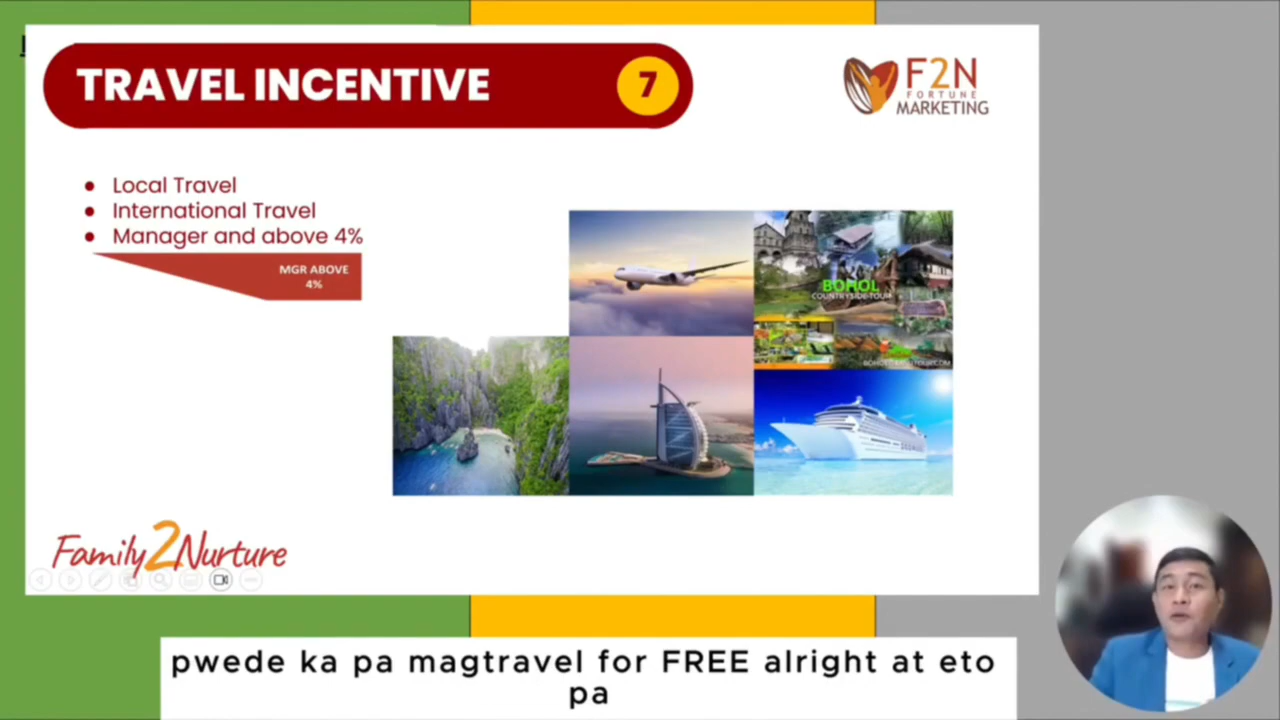 TRAVEL INCENTIVE
7
F2N
FORTUNE
MARKETING
● Local Travel
● International Travel
● Manager and above 4%
MGR ABOVE
4%
BOHOL
COUNTRYSIDE TOUR
Family2Nurture
pwede ka pa magtravel for FREE alright at eto
pa